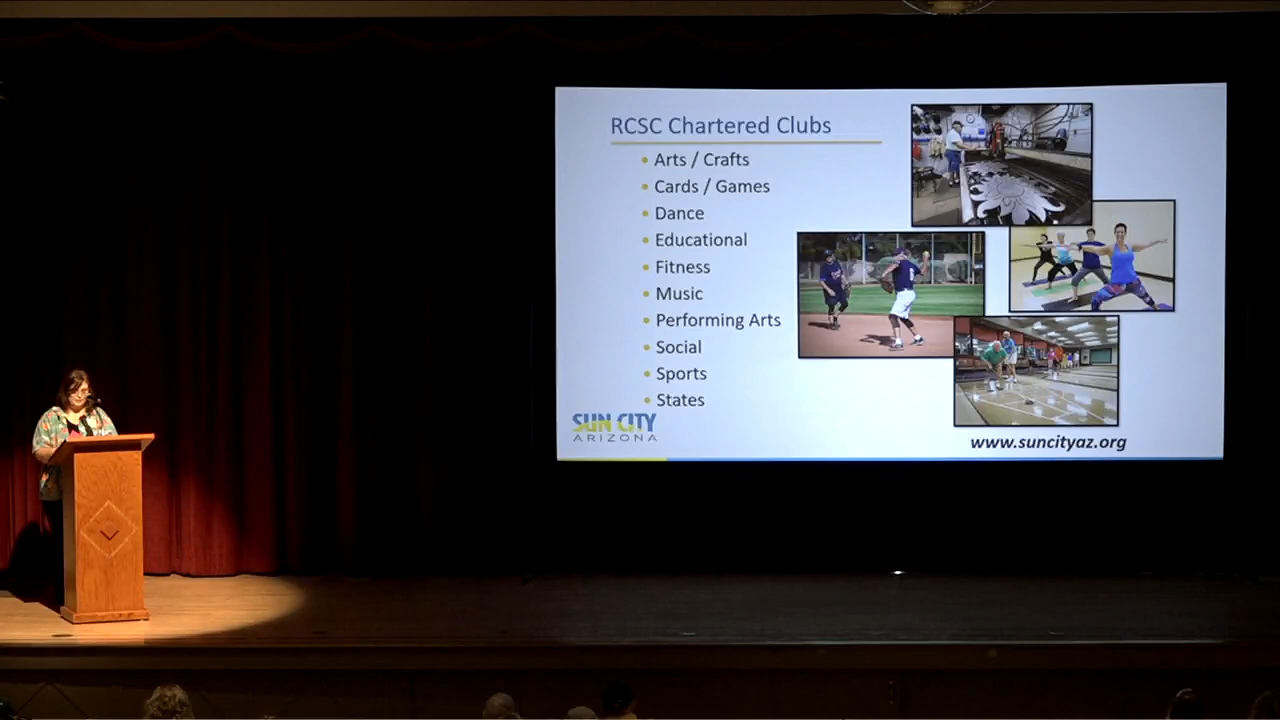 RCSC Chartered Clubs
• Arts / Crafts
• Cards / Games
• Dance
• Educational
• Fitness
• Music
• Performing Arts
• Social
• Sports
• States
SUN CITY
ARIZONA
www.suncityaz.org